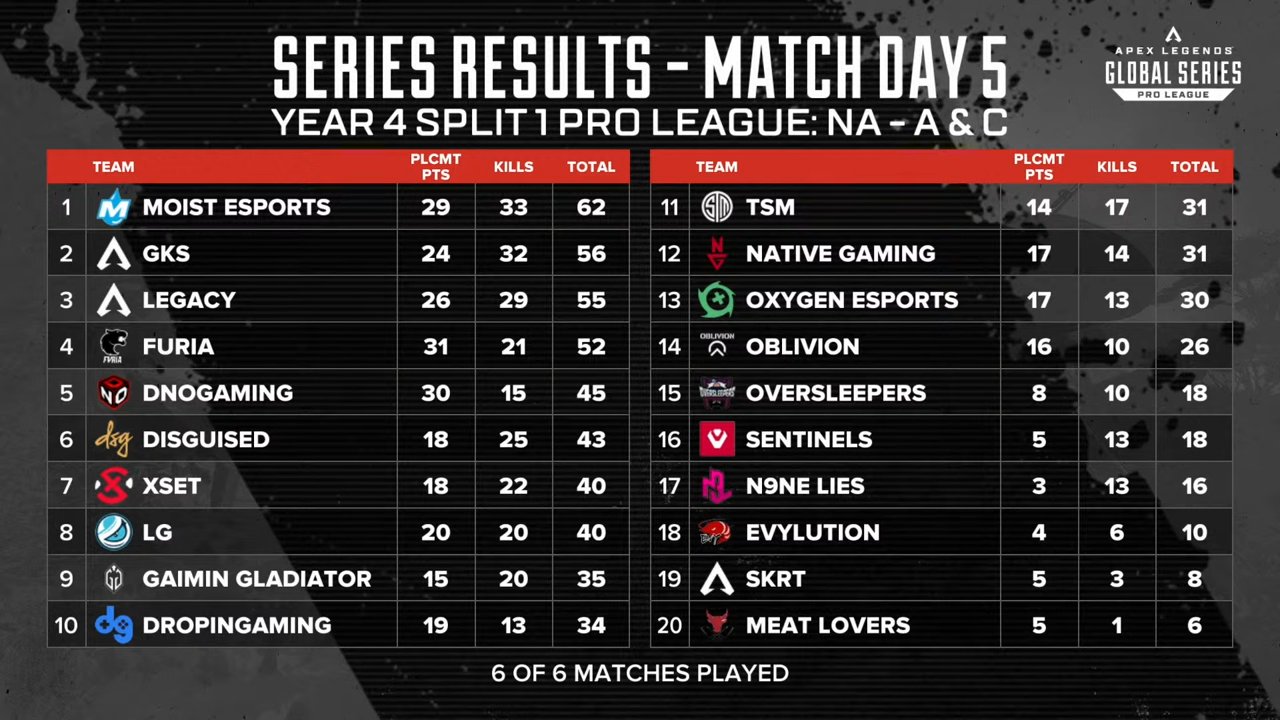 SERIES RESULTS - MATCH DAY 5
YEAR 4 SPLIT 1 PRO LEAGUE: NA - A & C
APEX LEGENDS
GLOBAL SERIES
PRO LEAGUE
TEAM PLCMT PTS KILLS TOTAL
1 MOIST ESPORTS 29 33 62
2 GKS 24 32 56
3 LEGACY 26 29 55
4 FURIA FURIA 31 21 52
5 NO DNOGAMING 30 15 45
6 dsg DISGUISED 18 25 43
7 XSET 18 22 40
8 LG 20 20 40
9 GAIMIN GLADIATOR 15 20 35
10 dg DROPINGAMING 19 13 34
TEAM PLCMT PTS KILLS TOTAL
11 TSM TSM 14 17 31
12 NATIVE GAMING 17 14 31
13 OXYGEN ESPORTS 17 13 30
14 OBLIVION OBLIVION 16 10 26
15 OVERSLEEPERS OVERSLEEPERS 8 10 18
16 SENTINELS 5 13 18
17 N9NE LIES 3 13 16
18 EVYLUTION 4 6 10
19 SKRT 5 3 8
20 MEAT LOVERS 5 1 6
6 OF 6 MATCHES PLAYED